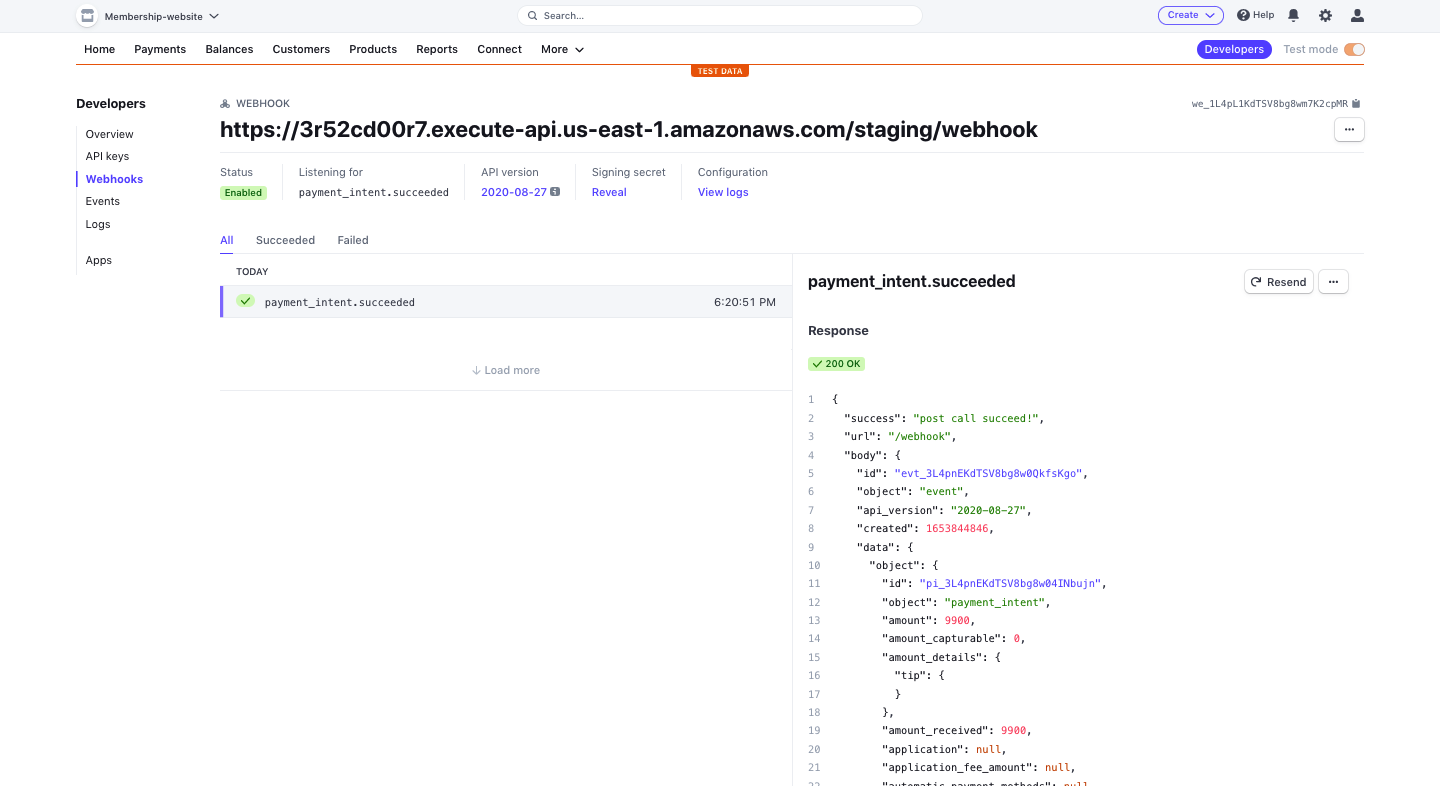 Membership-website
Search...
Create
Help
Home Payments Balances Customers Products Reports Connect More
Developers Test mode
TEST DATA
Developers
Overview
API keys
Webhooks
Events
Logs
Apps
WEBHOOK
we_1L4pL1KdTSV8bg8wm7K2cpMR
https://3r52cd00r7.execute-api.us-east-1.amazonaws.com/staging/webhook
Status
Enabled
Listening for
payment_intent.succeeded
API version
2020-08-27
Signing secret
Reveal
Configuration
View logs
All Succeeded Failed
TODAY
payment_intent.succeeded 6:20:51 PM
Load more
payment_intent.succeeded
Resend
Response
200 OK
1 {
2 "success": "post call succeed!",
3 "url": "/webhook",
4 "body": {
5 "id": "evt_3L4pnEKdTSV8bg8w0QkfsKgo",
6 "object": "event",
7 "api_version": "2020-08-27",
8 "created": 1653844846,
9 "data": {
10 "object": {
11 "id": "pi_3L4pnEKdTSV8bg8w04INbujn",
12 "object": "payment_intent",
13 "amount": 9900,
14 "amount_capturable": 0,
15 "amount_details": {
16 "tip": {
17 }
18 },
19 "amount_received": 9900,
20 "application": null,
21 "application_fee_amount": null,
22 "automatic_payment_methods": null